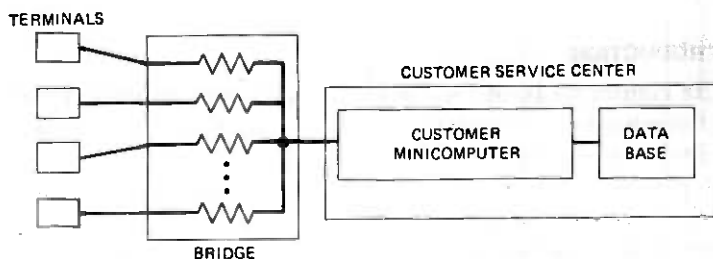 TERMINALS
CUSTOMER SERVICE CENTER
CUSTOMER
MINICOMPUTER
DATA
BASE
BRIDGE